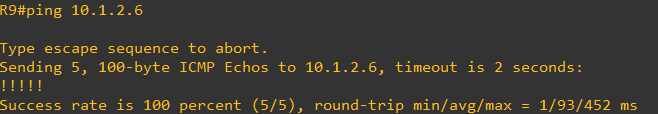 R9#ping 10.1.2.6
Type escape sequence to abort.
Sending 5, 100-byte ICMP Echos to 10.1.2.6, timeout is 2 seconds:
!!!!!
Success rate is 100 percent (5/5), round-trip min/avg/max = 1/93/452 ms